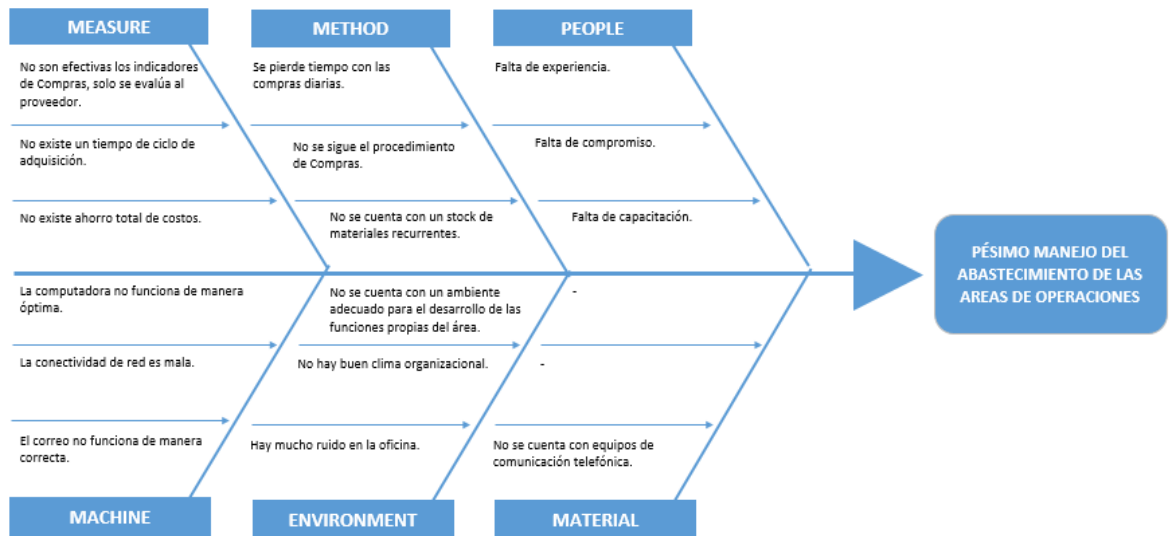 MEASURE
No son efectivas los indicadores
de Compras, solo se evalúa al
proveedor.
No existe un tiempo de ciclo de
adquisición.
No existe ahorro total de costos.
METHOD
Se pierde tiempo con las
compras diarias.
No se sigue el procedimiento
de Compras.
No se cuenta con un stock de
materiales recurrentes.
PEOPLE
Falta de experiencia.
Falta de compromiso.
Falta de capacitación.
PÉSIMO MANEJO DEL
ABASTECIMIENTO DE LAS
AREAS DE OPERACIONES
La computadora no funciona de manera
óptima.
La conectividad de red es mala.
El correo no funciona de manera
correcta.
MACHINE
No se cuenta con un ambiente
adecuado para el desarrollo de las
funciones propias del área.
No hay buen clima organizacional.
Hay mucho ruido en la oficina.
ENVIRONMENT
-
-
No se cuenta con equipos de
comunicación telefónica.
MATERIAL